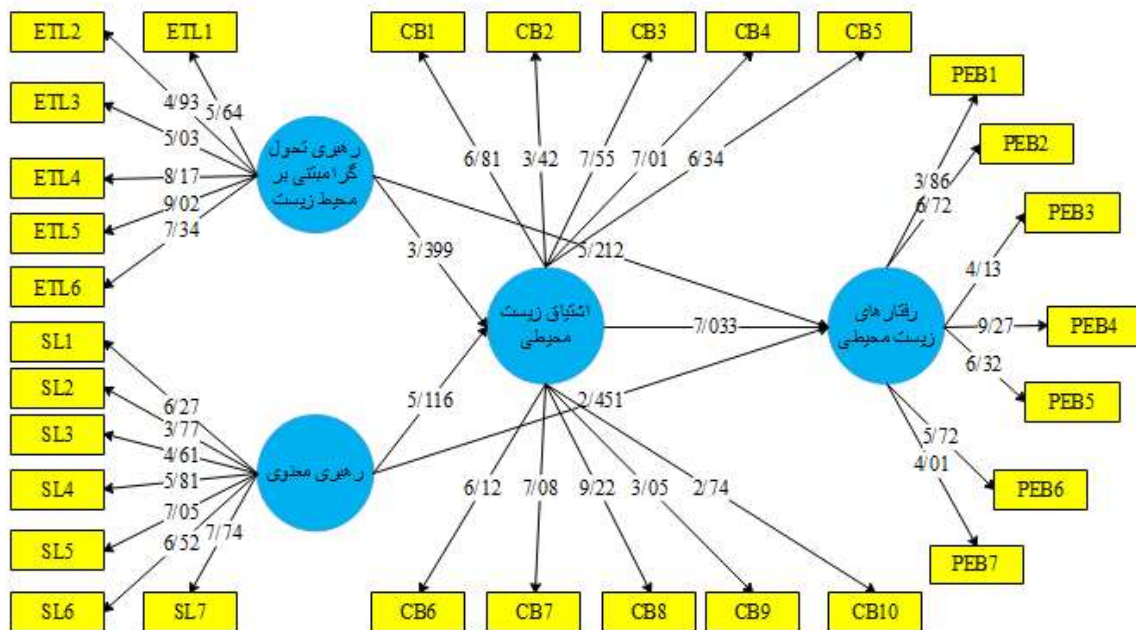 ETL2
ETL1
CB1
CB2
CB3
CB4
CB5
PEB1
ETL3
4/93
5/64
5/03
ETL4
8/17
ETL5
9/02
7/34
ETL6
رهبری تحول
گرا مبتنی بر
محیط زیست
6/81
3/42
7/55
7/01
6/34
PEB2
3/86
6/72
PEB3
4/13
3/399
5/212
اشتیاق زیست
محیطی
7/033
رفتارهای
زیست محیطی
9/27
PEB4
6/32
PEB5
SL1
SL2
6/27
3/77
SL3
4/61
SL4
5/81
SL5
7/05
6/52
7/74
SL6
SL7
رهبری معنوی
5/116
2/451
6/12
7/08
9/22
3/05
2/74
5/72
4/01
PEB6
PEB7
CB6
CB7
CB8
CB9
CB10